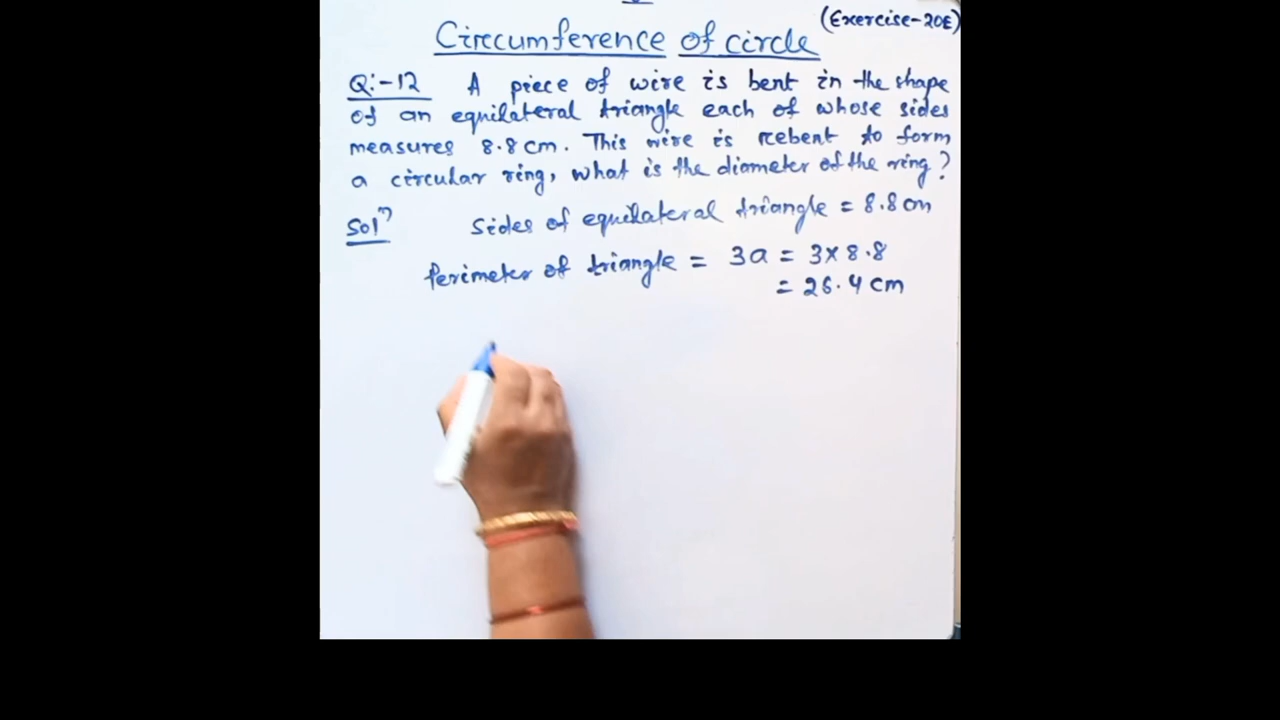 (Exercise-20E)
Circumference of circle
Q:-12 A piece of wire is bent in the shape
of an equilateral triangle each of whose sides
measures 8.8 cm. This wire is rebent to form
a circular ring, what is the diameter of the ring?
Solⁿ Sides of equilateral triangle = 8.8 cm
Perimeter of triangle = 3a = 3×8.8
= 26.4 cm